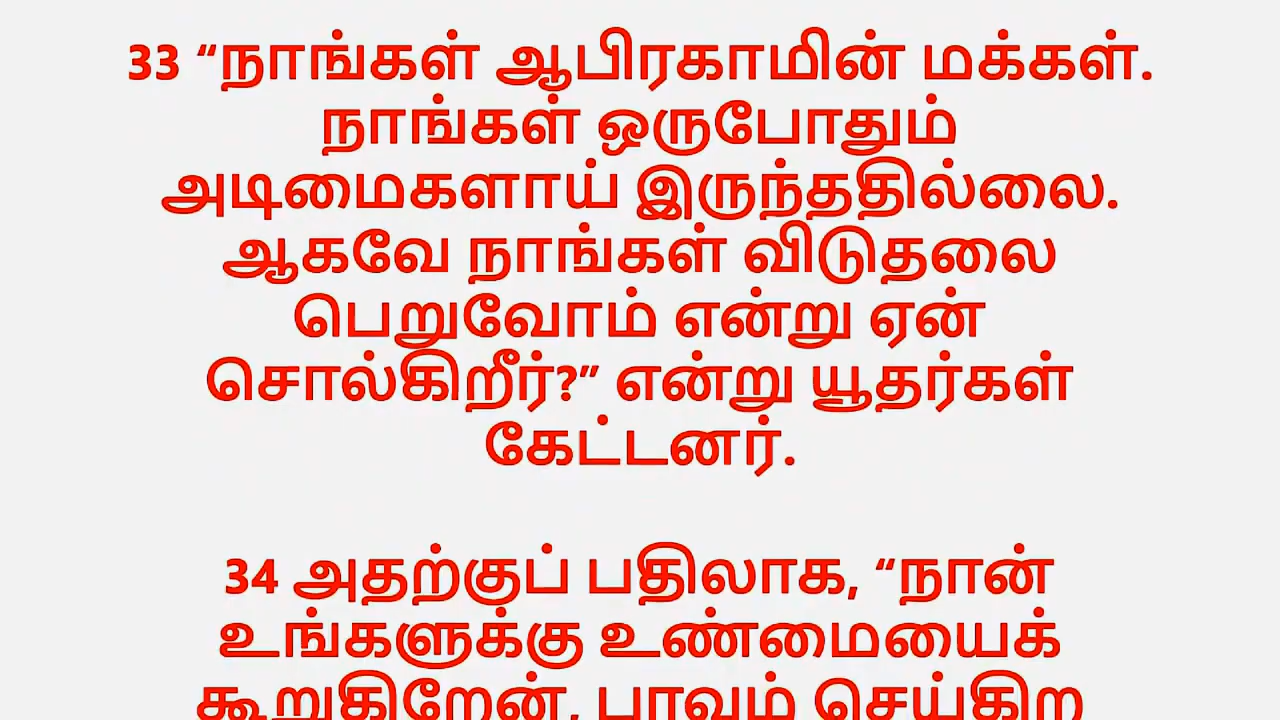 33 “நாங்கள் ஆபிரகாமின் மக்கள்.
நாங்கள் ஒருபோதும்
அடிமைகளாய் இருந்ததில்லை.
ஆகவே நாங்கள் விடுதலை
பெறுவோம் என்று ஏன்
சொல்கிறீர்?” என்று யூதர்கள்
கேட்டனர்.
34 அதற்குப் பதிலாக, “நான்
உங்களுக்கு உண்மையைக்
கூறுகிறேன், பாவம் செய்கிற